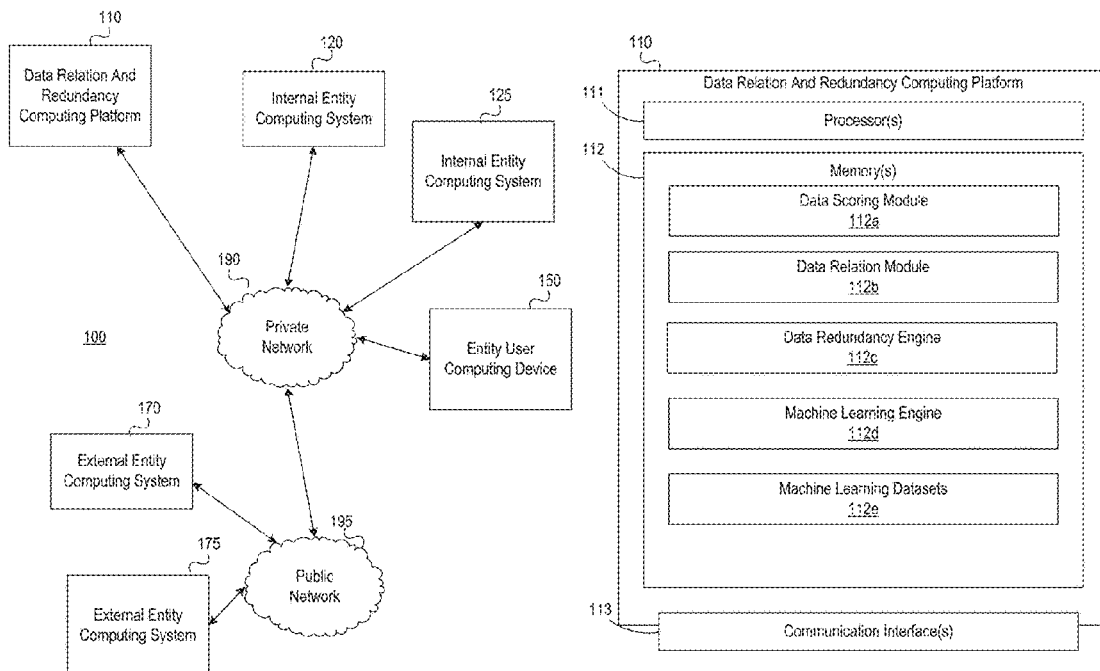 110
Data Relation And
Redundancy
Computing Platform
120
Internal Entity
Computing System
125
Internal Entity
Computing System
190
Private
Network
150
Entity User
Computing Device
100
170
External Entity
Computing System
195
Public
Network
175
External Entity
Computing System
110
Data Relation And Redundancy Computing Platform
111
Processor(s)
112
Memory(s)
Data Scoring Module
112a
Data Relation Module
112b
Data Redundancy Engine
112c
Machine Learning Engine
112d
Machine Learning Datasets
112e
113
Communication Interface(s)